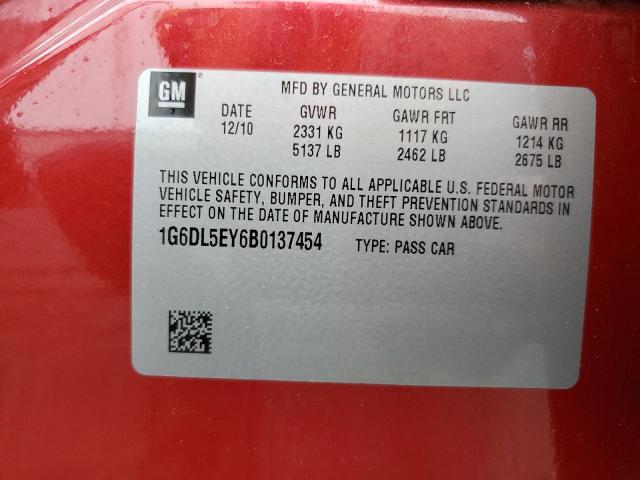 GM
MFD BY GENERAL MOTORS LLC
DATE GVWR GAWR FRT GAWR RR
12/10 2331 KG 1117 KG 1214 KG
5137 LB 2462 LB 2675 LB
THIS VEHICLE CONFORMS TO ALL APPLICABLE U.S. FEDERAL MOTOR
VEHICLE SAFETY, BUMPER, AND THEFT PREVENTION STANDARDS IN
EFFECT ON THE DATE OF MANUFACTURE SHOWN ABOVE.
1G6DL5EY6B0137454 TYPE: PASS CAR